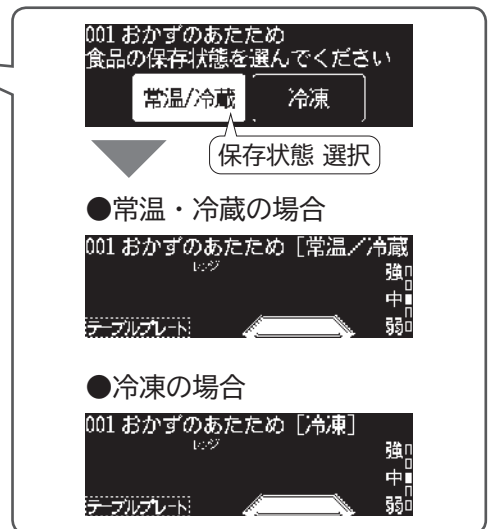 001 おかずのあたため
食品の保存状態を選んでください
常温/冷蔵 冷凍
保存状態 選択
●常温・冷蔵の場合
001 おかずのあたため［常温／冷蔵
レンジ
強
中
テーブルプレート 弱
●冷凍の場合
001 おかずのあたため［冷凍］
レンジ
強
中
テーブルプレート 弱